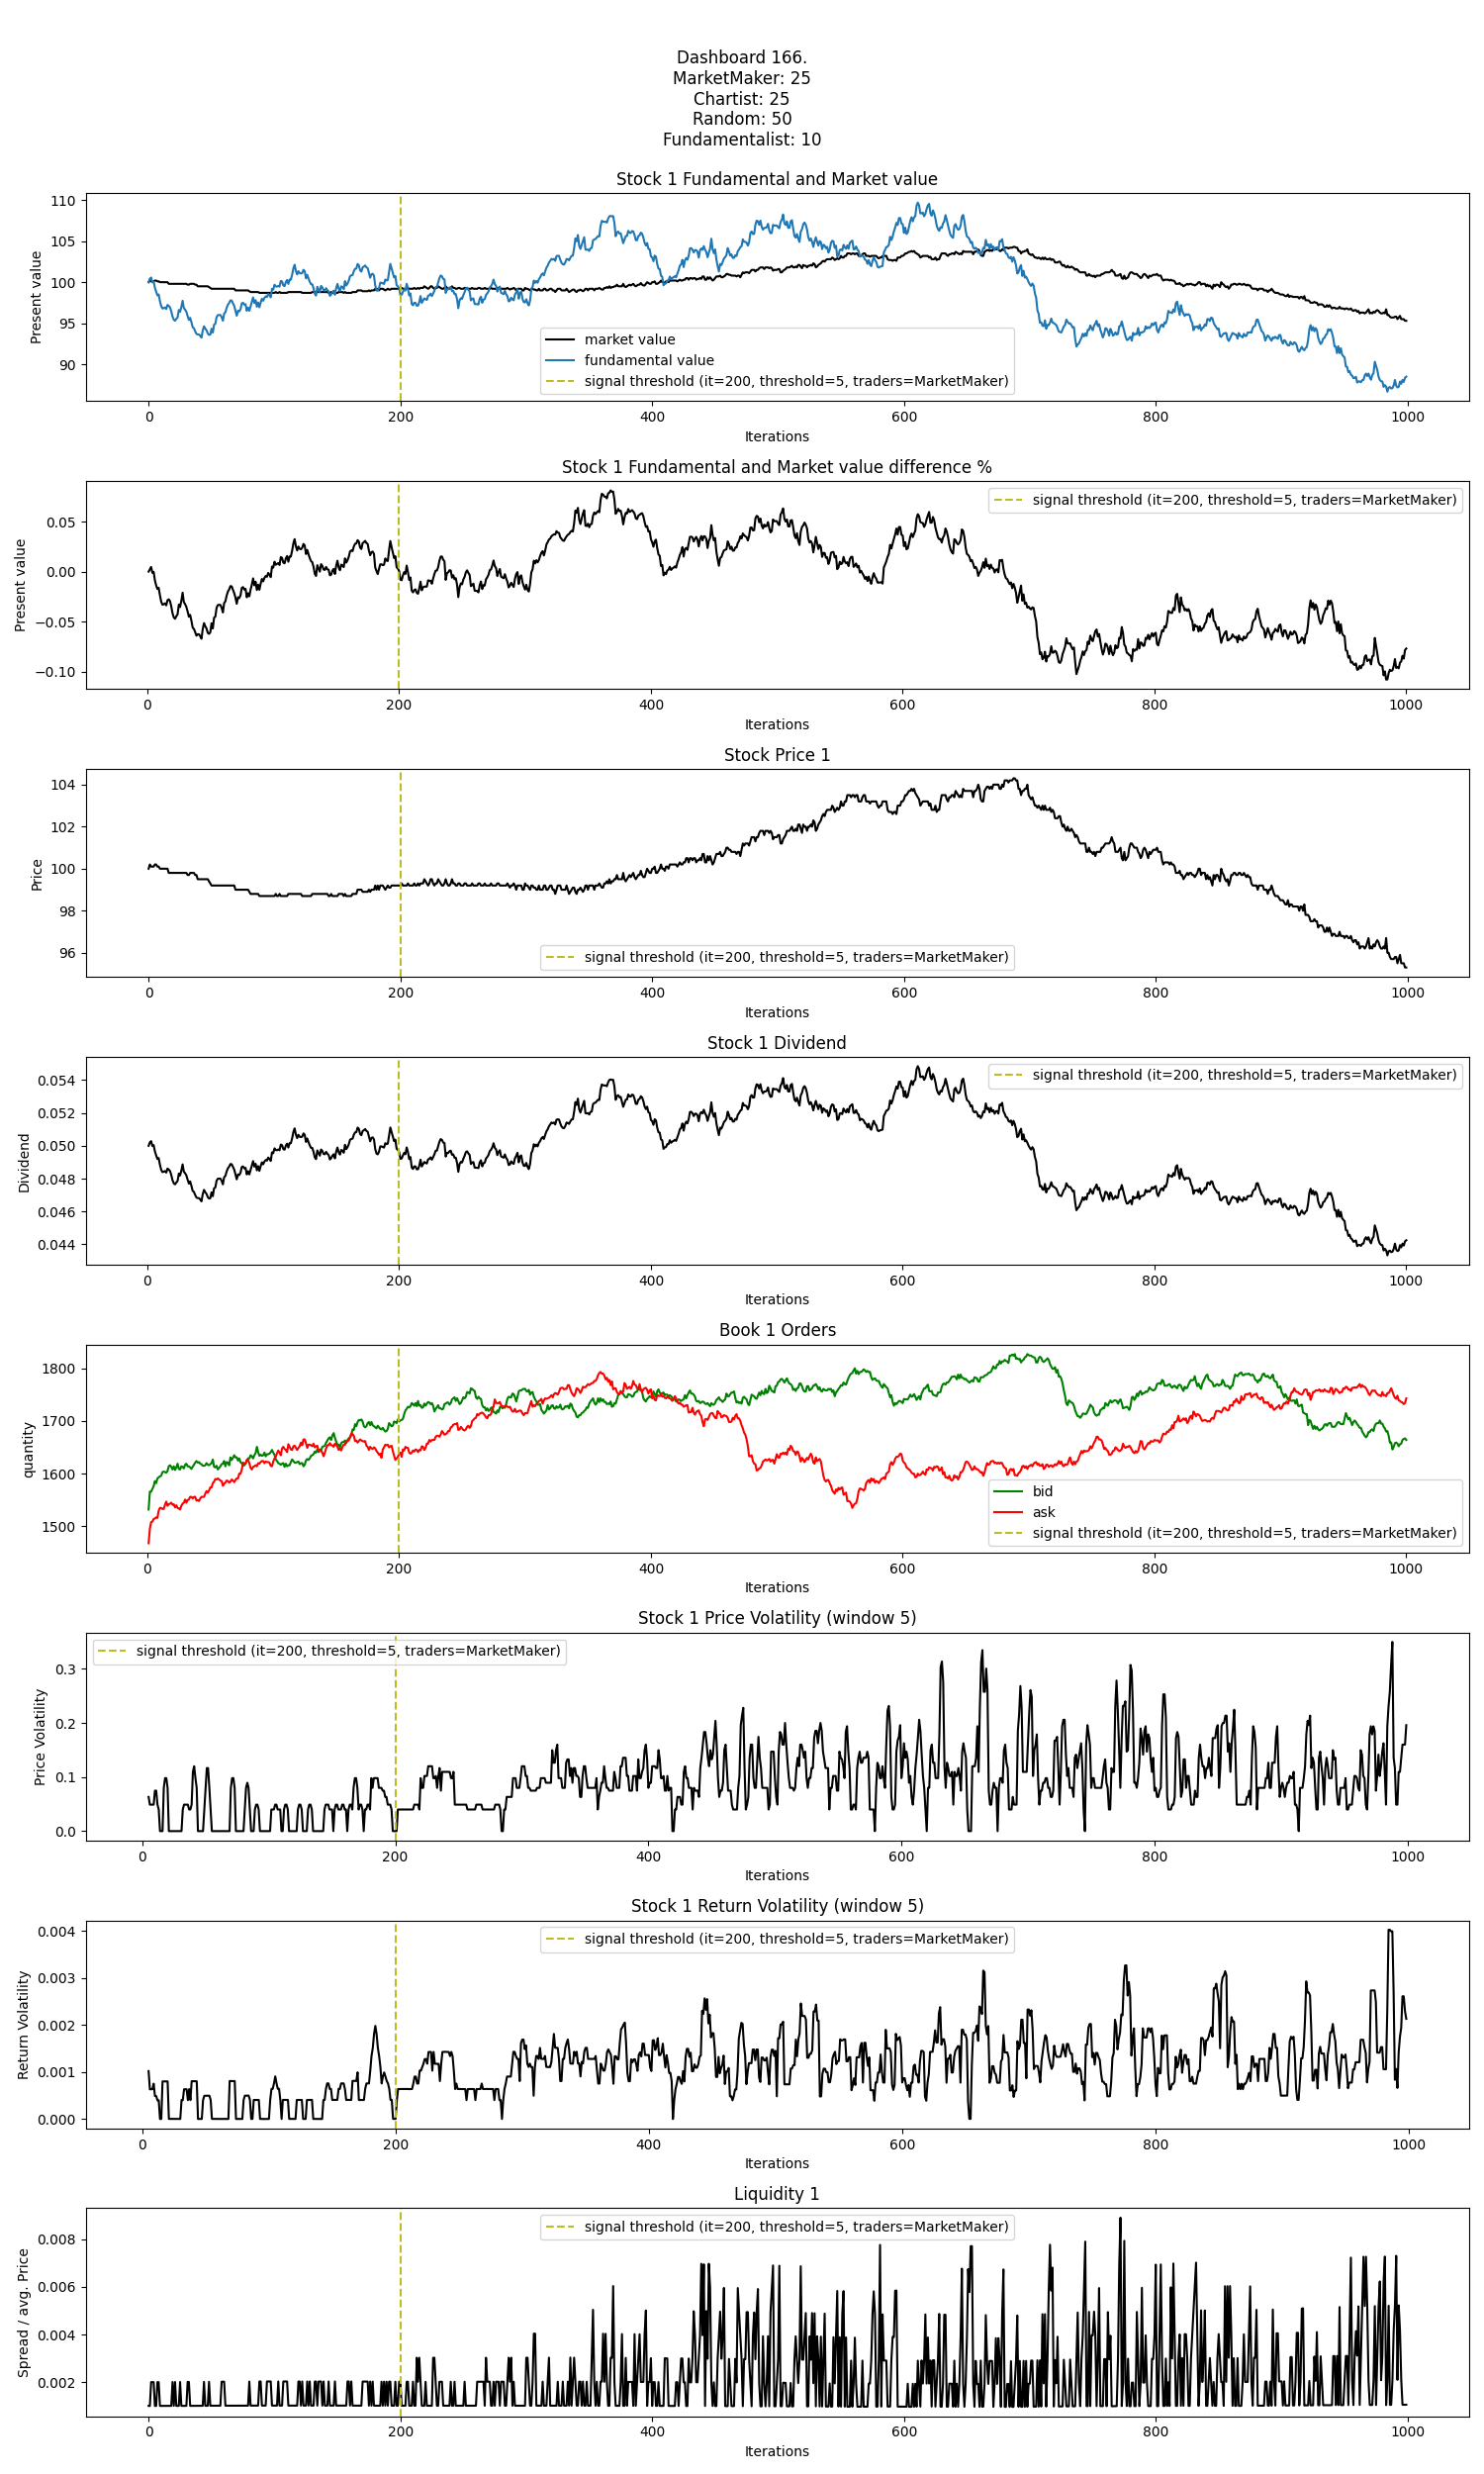 Dashboard 166.
MarketMaker: 25
Chartist: 25
Random: 50
Fundamentalist: 10
Stock 1 Fundamental and Market value
110
105
100
95
90
Present value
market value
fundamental value
signal threshold (it=200, threshold=5, traders=MarketMaker)
0 200 400 600 800 1000
Iterations
Stock 1 Fundamental and Market value difference %
0.05
0.00
−0.05
−0.10
Present value
signal threshold (it=200, threshold=5, traders=MarketMaker)
0 200 400 600 800 1000
Iterations
Stock Price 1
104
102
100
98
96
Price
signal threshold (it=200, threshold=5, traders=MarketMaker)
0 200 400 600 800 1000
Iterations
Stock 1 Dividend
0.054
0.052
0.050
0.048
0.046
0.044
Dividend
signal threshold (it=200, threshold=5, traders=MarketMaker)
0 200 400 600 800 1000
Iterations
Book 1 Orders
1800
1700
1600
1500
quantity
bid
ask
signal threshold (it=200, threshold=5, traders=MarketMaker)
0 200 400 600 800 1000
Iterations
Stock 1 Price Volatility (window 5)
0.3
0.2
0.1
0.0
Price Volatility
signal threshold (it=200, threshold=5, traders=MarketMaker)
0 200 400 600 800 1000
Iterations
Stock 1 Return Volatility (window 5)
0.004
0.003
0.002
0.001
0.000
Return Volatility
signal threshold (it=200, threshold=5, traders=MarketMaker)
0 200 400 600 800 1000
Iterations
Liquidity 1
0.008
0.006
0.004
0.002
Spread / avg. Price
signal threshold (it=200, threshold=5, traders=MarketMaker)
0 200 400 600 800 1000
Iterations